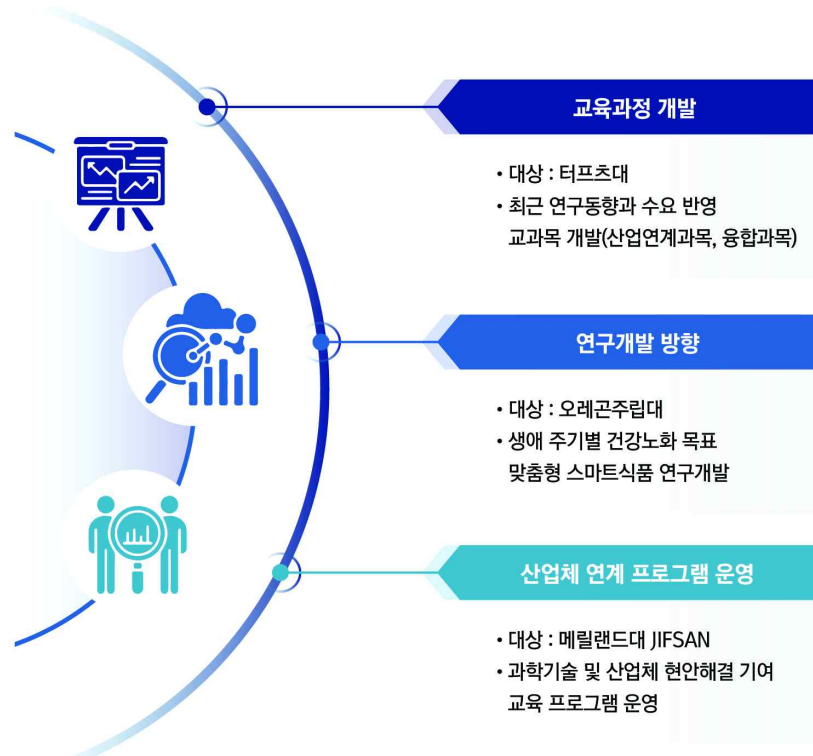 교육과정 개발
• 대상 : 터프츠대
• 최근 연구동향과 수요 반영
교과목 개발(산업연계과목, 융합과목)
연구개발 방향
• 대상 : 오레곤주립대
• 생애 주기별 건강노화 목표
맞춤형 스마트식품 연구개발
산업체 연계 프로그램 운영
• 대상 : 메릴랜드대 JIFSAN
• 과학기술 및 산업체 현안해결 기여
교육 프로그램 운영